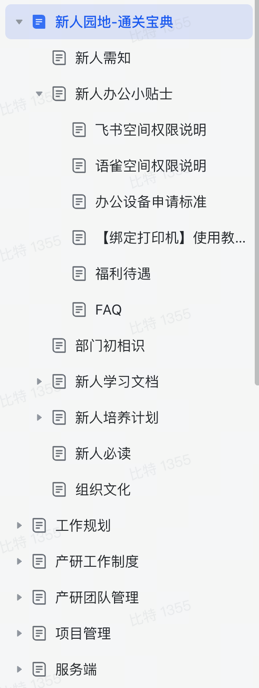 新人园地-通关宝典
新人需知
新人办公小贴士
飞书空间权限说明
语雀空间权限说明
办公设备申请标准
【绑定打印机】使用教...
福利待遇
FAQ
部门初相识
新人学习文档
新人培养计划
新人必读
组织文化
工作规划
产研工作制度
产研团队管理
项目管理
服务端
比特 1355